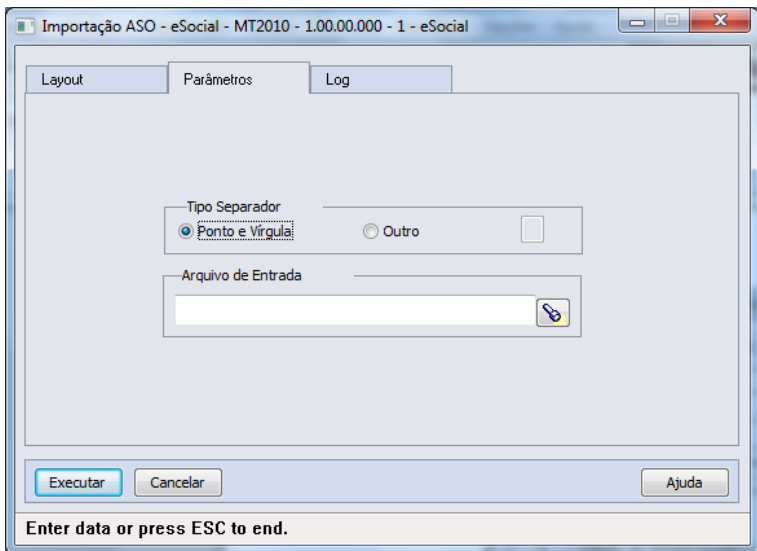 Importação ASO - eSocial - MT2010 - 1.00.00.000 - 1 - eSocial
Layout Parâmetros Log
Tipo Separador
Ponto e Vírgula Outro
Arquivo de Entrada
Executar Cancelar Ajuda
Enter data or press ESC to end.